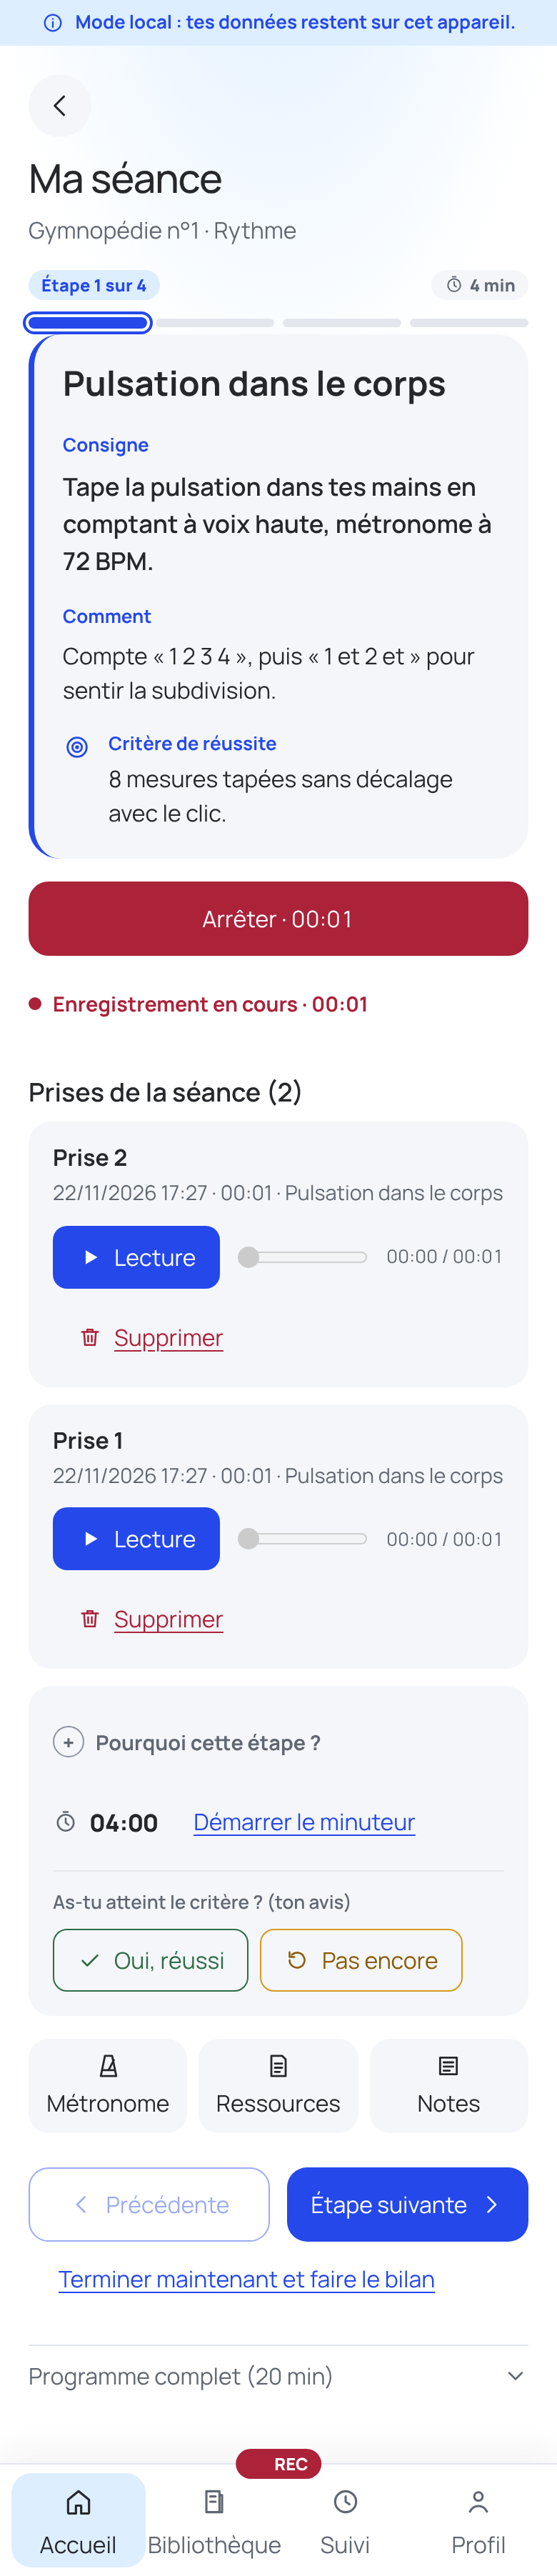 Mode local : tes données restent sur cet appareil.
Ma séance
Gymnopédie n°1 · Rythme
Étape 1 sur 4
4 min
Pulsation dans le corps
Consigne
Tape la pulsation dans tes mains en
comptant à voix haute, métronome à
72 BPM.
Comment
Compte « 1 2 3 4 », puis « 1 et 2 et » pour
sentir la subdivision.
Critère de réussite
8 mesures tapées sans décalage
avec le clic.
Arrêter · 00:01
Enregistrement en cours · 00:01
Prises de la séance (2)
Prise 2
22/11/2026 17:27 · 00:01 · Pulsation dans le corps
Lecture
00:00 / 00:01
Supprimer
Prise 1
22/11/2026 17:27 · 00:01 · Pulsation dans le corps
Lecture
00:00 / 00:01
Supprimer
Pourquoi cette étape ?
04:00
Démarrer le minuteur
As-tu atteint le critère ? (ton avis)
Oui, réussi
Pas encore
Métronome
Ressources
Notes
Précédente
Étape suivante
Terminer maintenant et faire le bilan
Programme complet (20 min)
REC
Accueil
Bibliothèque
Suivi
Profil